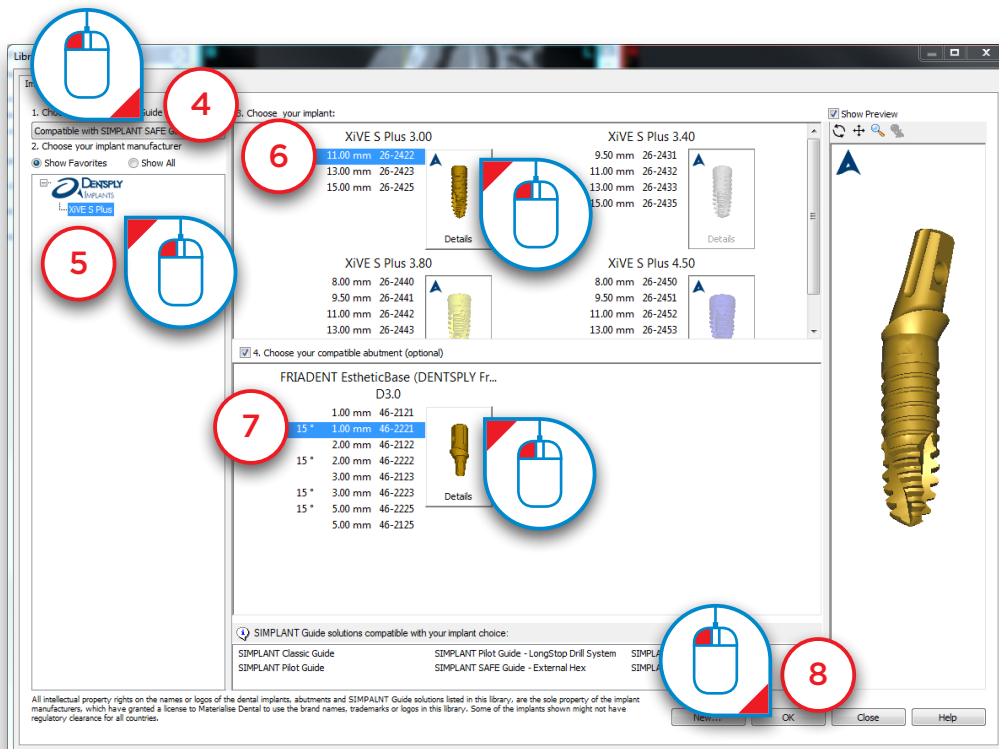 Libr
4
1. Cho Guide
Compatible with SIMPLANT SAFE G
2. Choose your implant manufacturer
Show Favorites Show All
DENTSPLY
IMPLANTS
XiVE S Plus
5
3. Choose your implant:
6
XiVE S Plus 3.00
11.00 mm 26-2422
13.00 mm 26-2423
15.00 mm 26-2425
Details
XiVE S Plus 3.40
9.50 mm 26-2431
11.00 mm 26-2432
13.00 mm 26-2433
15.00 mm 26-2435
Details
XiVE S Plus 3.80
8.00 mm 26-2440
9.50 mm 26-2441
11.00 mm 26-2442
13.00 mm 26-2443
XiVE S Plus 4.50
8.00 mm 26-2450
9.50 mm 26-2451
11.00 mm 26-2452
13.00 mm 26-2453
4. Choose your compatible abutment (optional)
FRIADENT EstheticBase (DENTSPLY Fr...
D3.0
7
1.00 mm 46-2121
15 ° 1.00 mm 46-2221
2.00 mm 46-2122
15 ° 2.00 mm 46-2222
3.00 mm 46-2123
15 ° 3.00 mm 46-2223
15 ° 5.00 mm 46-2225
5.00 mm 46-2125
Details
SIMPLANT Guide solutions compatible with your implant choice:
SIMPLANT Classic Guide SIMPLANT Pilot Guide - LongStop Drill System SIMPLA
SIMPLANT Pilot Guide SIMPLANT SAFE Guide - External Hex SIMPL
Show Preview
8
All intellectual property rights on the names or logos of the dental implants, abutments and SIMPALNT Guide solutions listed in this library, are the sole property of the implant
manufacturers, which have granted a license to Materialise Dental to use the brand names, trademarks or logos in this library. Some of the implants shown might not have
regulatory clearance for all countries.
New... OK Close Help